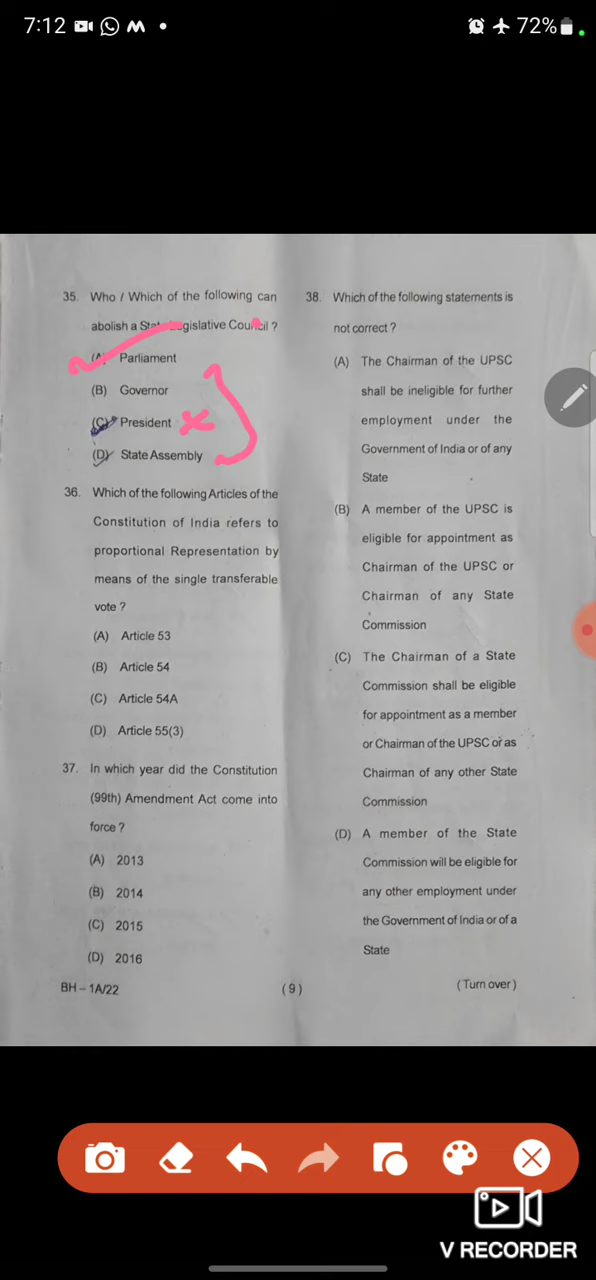 7:12
72%
35. Who / Which of the following can
abolish a State Legislative Council ?
(A) Parliament
(B) Governor
(C) President
(D) State Assembly
36. Which of the following Articles of the
Constitution of India refers to
proportional Representation by
means of the single transferable
vote ?
(A) Article 53
(B) Article 54
(C) Article 54A
(D) Article 55(3)
37. In which year did the Constitution
(99th) Amendment Act come into
force ?
(A) 2013
(B) 2014
(C) 2015
(D) 2016
BH – 1A/22
(9)
38. Which of the following statements is
not correct ?
(A) The Chairman of the UPSC
shall be ineligible for further
employment under the
Government of India or of any
State
(B) A member of the UPSC is
eligible for appointment as
Chairman of the UPSC or
Chairman of any State
Commission
(C) The Chairman of a State
Commission shall be eligible
for appointment as a member
or Chairman of the UPSC or as
Chairman of any other State
Commission
(D) A member of the State
Commission will be eligible for
any other employment under
the Government of India or of a
State
(Turn over)
V RECORDER